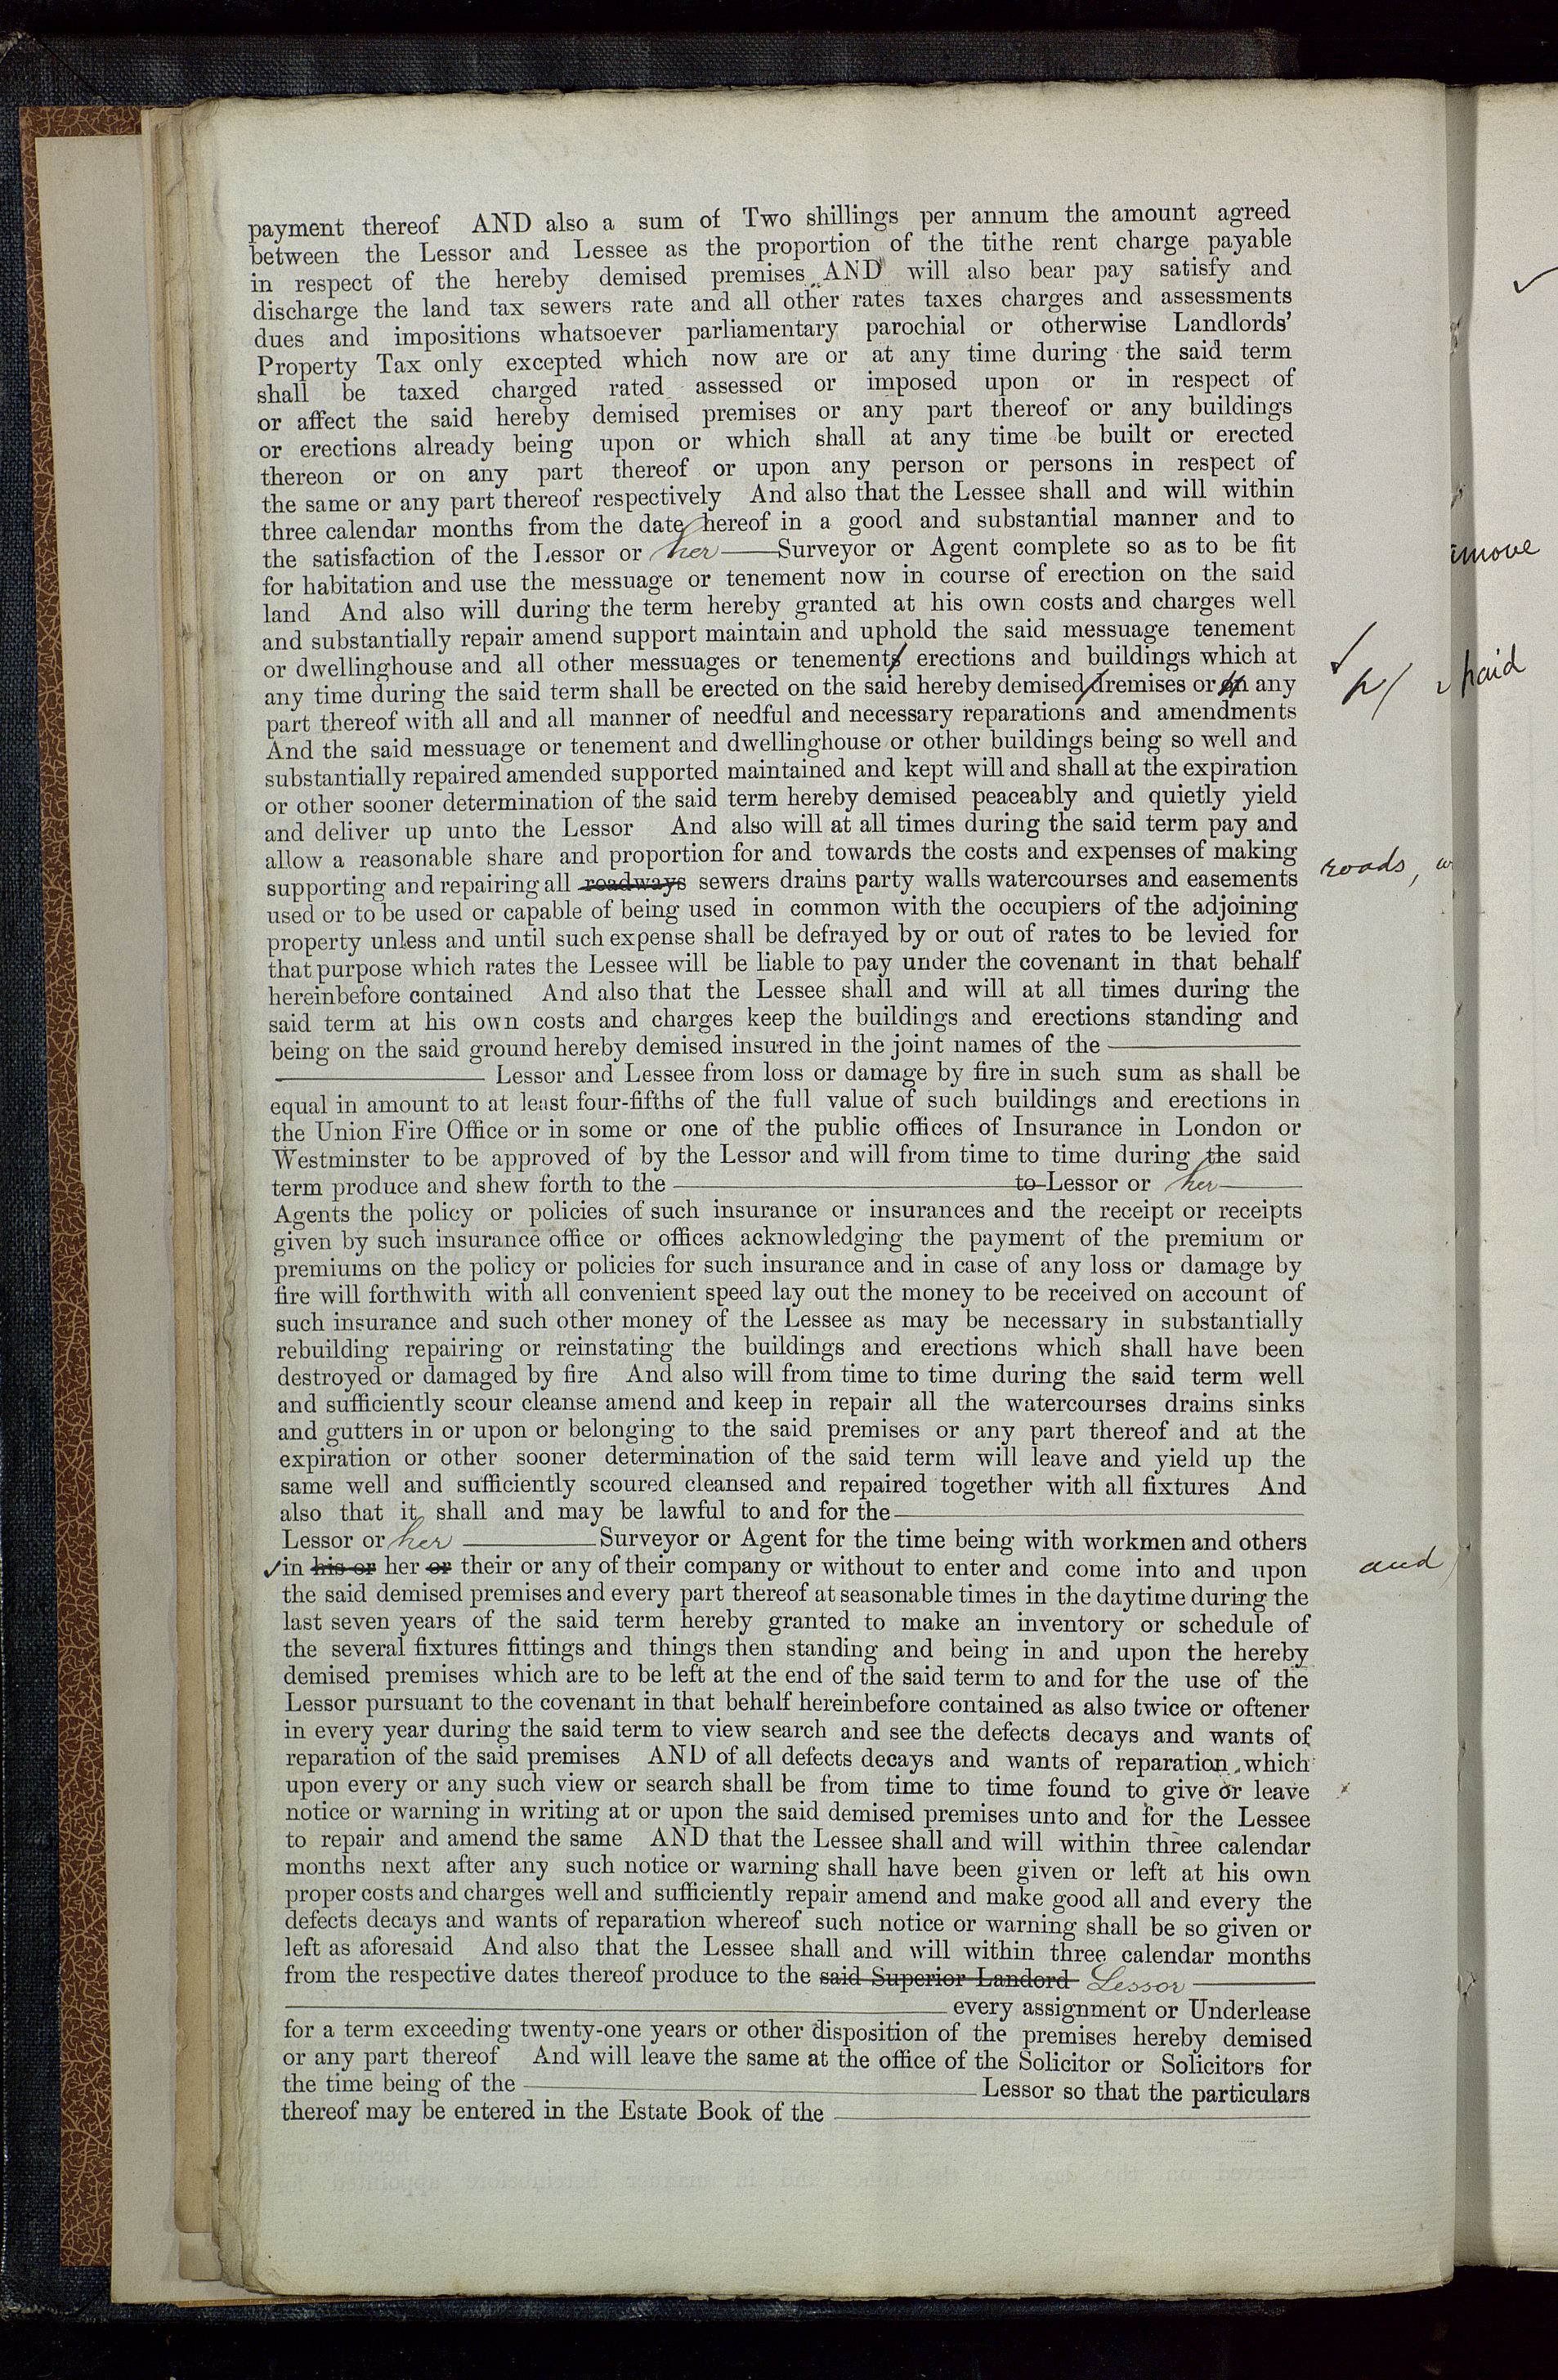 payment thereof AND also a sum of Two shillings per annum the amount agreed
between the Lessor and Lessee as the proportion of the tithe rent charge payable
in respect of the hereby demised premises AND will also bear pay satisfy and
discharge the land tax sewers rate and all other rates taxes charges and assessments
dues and impositions whatsoever parliamentary parochial or otherwise Landlords'
Property Tax only excepted which now are or at any time during the said term
shall be taxed charged rated assessed or imposed upon or in respect of
or affect the said hereby demised premises or any part thereof or any buildings
or erections already being upon or which shall at any time be built or erected
thereon or on any part thereof or upon any person or persons in respect of
the same or any part thereof respectively And also that the Lessee shall and will within
three calendar months from the date hereof in a good and substantial manner and to
the satisfaction of the Lessor or her Surveyor or Agent complete so as to be fit
for habitation and use the messuage or tenement now in course of erection on the said
land And also will during the term hereby granted at his own costs and charges well
and substantially repair amend support maintain and uphold the said messuage tenement
or dwellinghouse and all other messuages or tenements erections and buildings which at
any time during the said term shall be erected on the said hereby demised dremises or on any
p/
part thereof with all and all manner of needful and necessary reparations and amendments
And the said messuage or tenement and dwellinghouse or other buildings being so well and
substantially repaired amended supported maintained and kept will and shall at the expiration
or other sooner determination of the said term hereby demised peaceably and quietly yield
and deliver up unto the Lessor And also will at all times during the said term pay and
allow a reasonable share and proportion for and towards the costs and expenses of making
supporting and repairing all roadways sewers drains party walls watercourses and easements
roads,
used or to be used or capable of being used in common with the occupiers of the adjoining
property unless and until such expense shall be defrayed by or out of rates to be levied for
that purpose which rates the Lessee will be liable to pay under the covenant in that behalf
hereinbefore contained And also that the Lessee shall and will at all times during the
said term at his own costs and charges keep the buildings and erections standing and
being on the said ground hereby demised insured in the joint names of the
Lessor and Lessee from loss or damage by fire in such sum as shall be
equal in amount to at least four-fifths of the full value of such buildings and erections in
the Union Fire Office or in some or one of the public offices of Insurance in London or
Westminster to be approved of by the Lessor and will from time to time during the said
term produce and shew forth to the to Lessor or her
Agents the policy or policies of such insurance or insurances and the receipt or receipts
given by such insurance office or offices acknowledging the payment of the premium or
premiums on the policy or policies for such insurance and in case of any loss or damage by
fire will forthwith with all convenient speed lay out the money to be received on account of
such insurance and such other money of the Lessee as may be necessary in substantially
rebuilding repairing or reinstating the buildings and erections which shall have been
destroyed or damaged by fire And also will from time to time during the said term well
and sufficiently scour cleanse amend and keep in repair all the watercourses drains sinks
and gutters in or upon or belonging to the said premises or any part thereof and at the
expiration or other sooner determination of the said term will leave and yield up the
same well and sufficiently scoured cleansed and repaired together with all fixtures And
also that it shall and may be lawful to and for the
Lessor or her Surveyor or Agent for the time being with workmen and others
in his or her or their or any of their company or without to enter and come into and upon
and
the said demised premises and every part thereof at seasonable times in the daytime during the
last seven years of the said term hereby granted to make an inventory or schedule of
the several fixtures fittings and things then standing and being in and upon the hereby
demised premises which are to be left at the end of the said term to and for the use of the
Lessor pursuant to the covenant in that behalf hereinbefore contained as also twice or oftener
in every year during the said term to view search and see the defects decays and wants of
reparation of the said premises AND of all defects decays and wants of reparation which
upon every or any such view or search shall be from time to time found to give or leave
notice or warning in writing at or upon the said demised premises unto and for the Lessee
to repair and amend the same AND that the Lessee shall and will within three calendar
months next after any such notice or warning shall have been given or left at his own
proper costs and charges well and sufficiently repair amend and make good all and every the
defects decays and wants of reparation whereof such notice or warning shall be so given or
left as aforesaid And also that the Lessee shall and will within three calendar months
from the respective dates thereof produce to the said Superior Landord Lessor
every assignment or Underlease
for a term exceeding twenty-one years or other disposition of the premises hereby demised
or any part thereof And will leave the same at the office of the Solicitor or Solicitors for
the time being of the Lessor so that the particulars
thereof may be entered in the Estate Book of the
paid